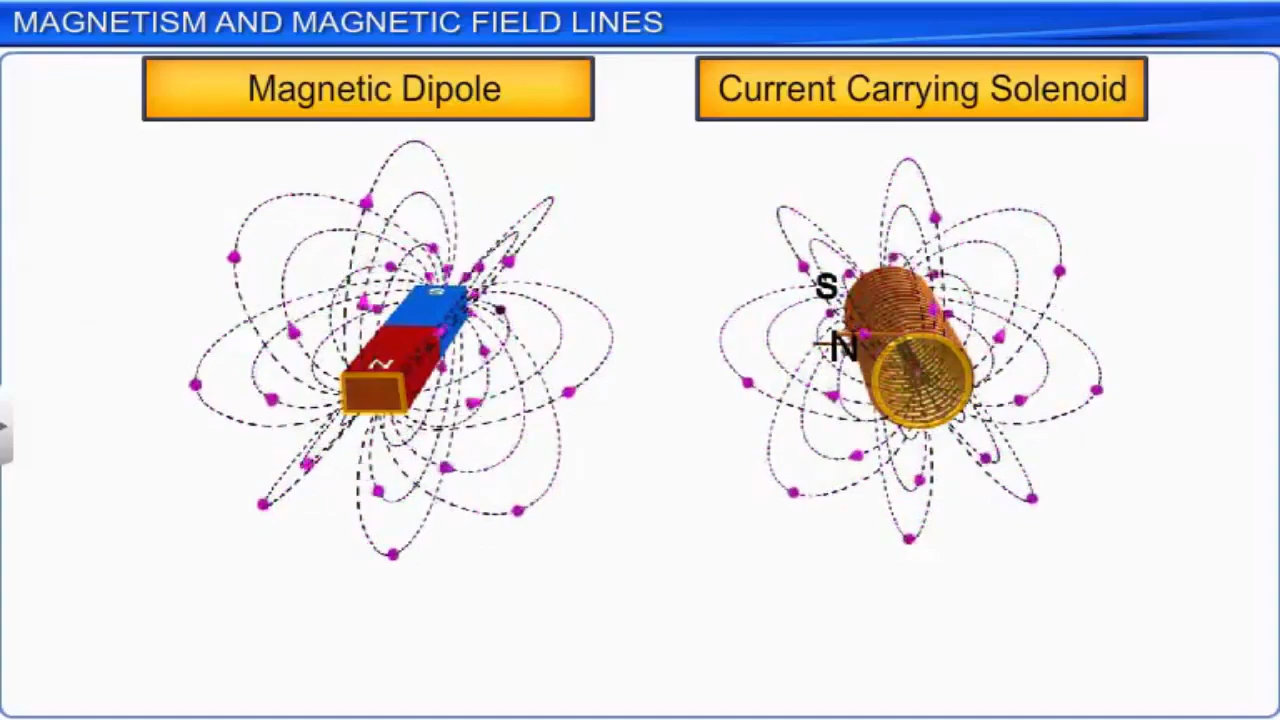 MAGNETISM AND MAGNETIC FIELD LINES
Magnetic Dipole
Current Carrying Solenoid
S
N
S
N